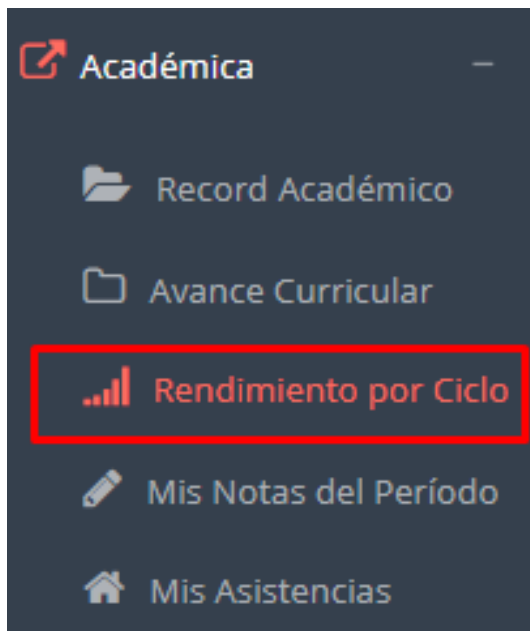 Académica
Record Académico
Avance Curricular
Rendimiento por Ciclo
Mis Notas del Período
Mis Asistencias